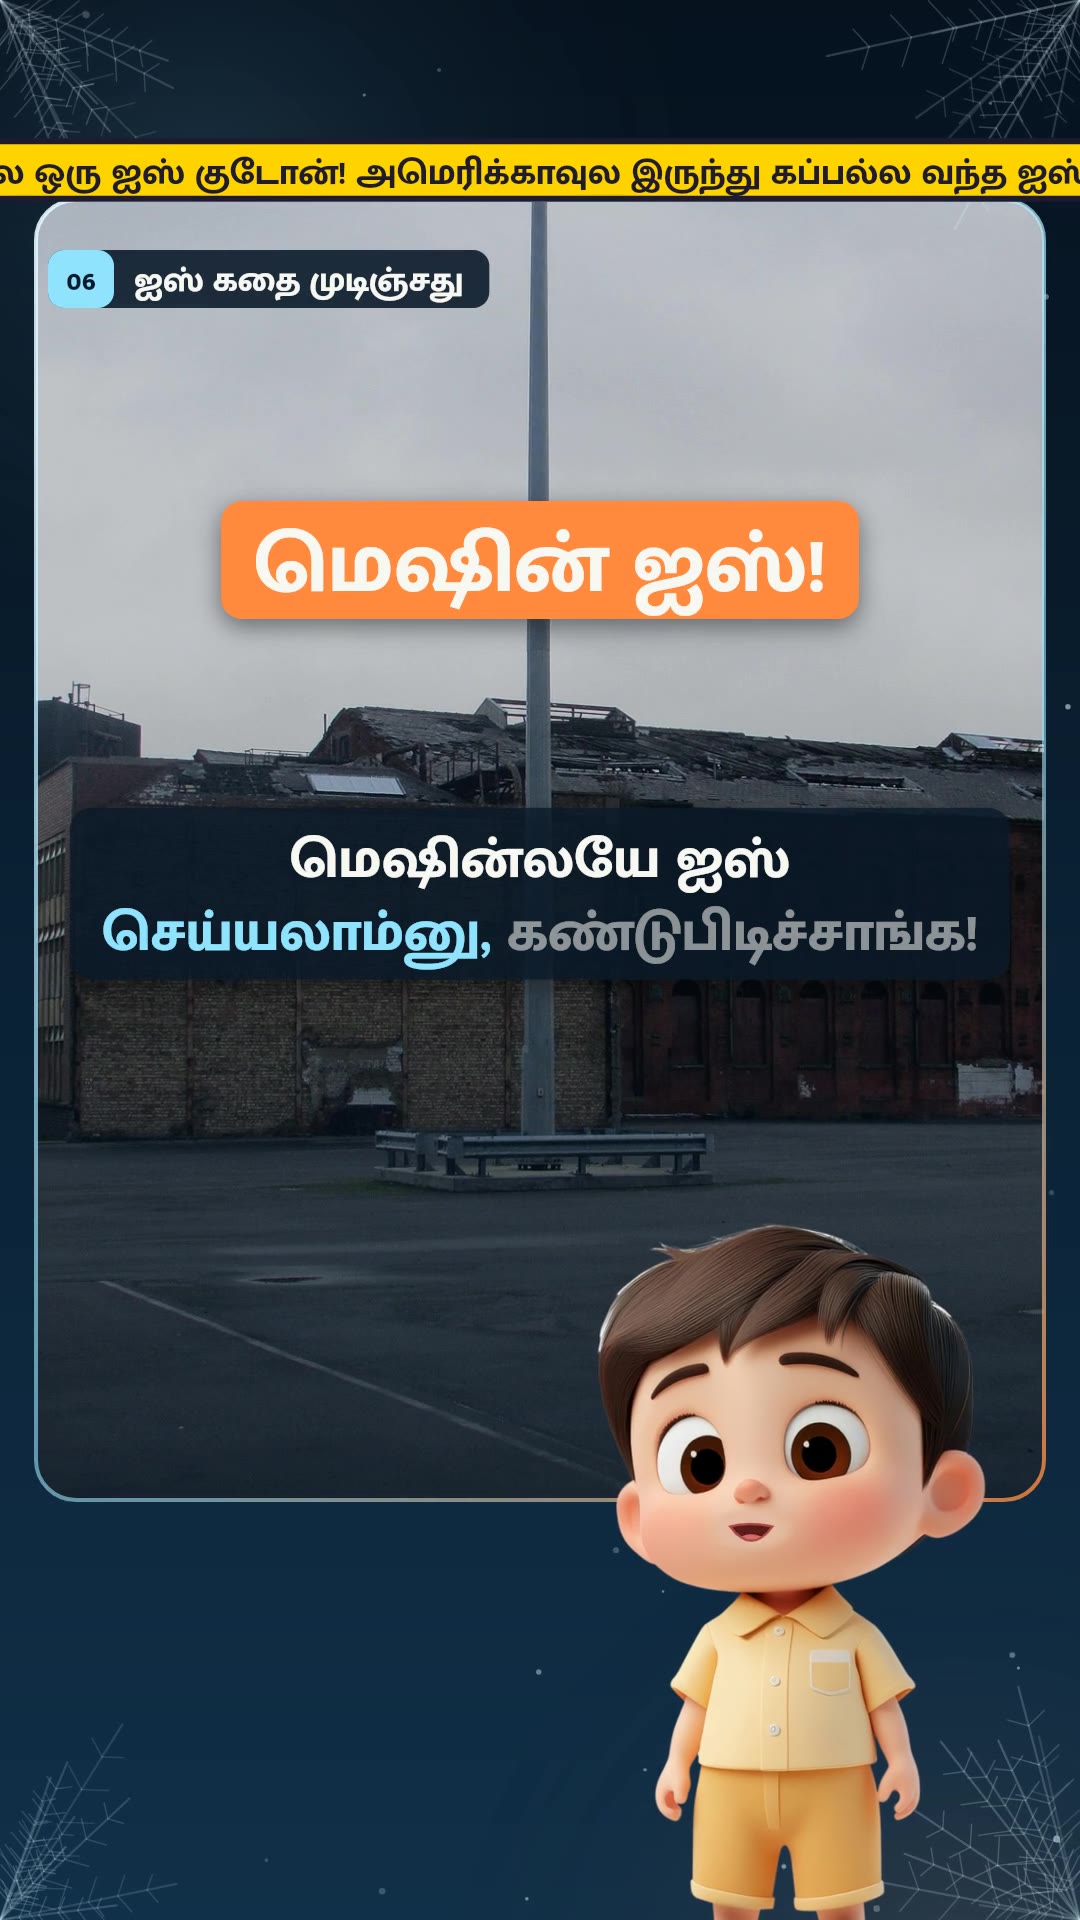 ஒரு ஐஸ் குடோன்! அமெரிக்காவுல இருந்து கப்பல்ல வந்த ஐஸ்
06 ஐஸ் கதை முடிஞ்சது
மெஷின் ஐஸ்!
மெஷின்லயே ஐஸ்
செய்யலாம்னு, கண்டுபிடிச்சாங்க!